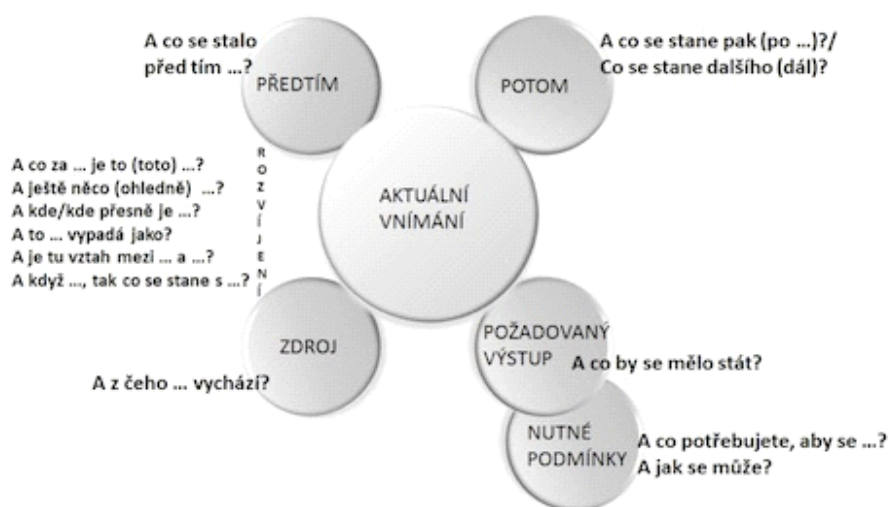 A co se stalo
před tím ...?
PŘEDTÍM
A co se stane pak (po ...)?/
Co se stane dalšího (dál)?
POTOM
A co za ... je to (toto) ...?
A ještě něco (ohledně) ...?
A kde/kde přesně je ...?
A to ... vypadá jako?
A je tu vztah mezi ... a ...?
A když ..., tak co se stane s ...?
ROZVÍJENÍ
AKTUÁLNÍ
VNÍMÁNÍ
ZDROJ
A z čeho ... vychází?
POŽADOVANÝ
VÝSTUP
A co by se mělo stát?
NUTNÉ
PODMÍNKY
A co potřebujete, aby se ...?
A jak se může?